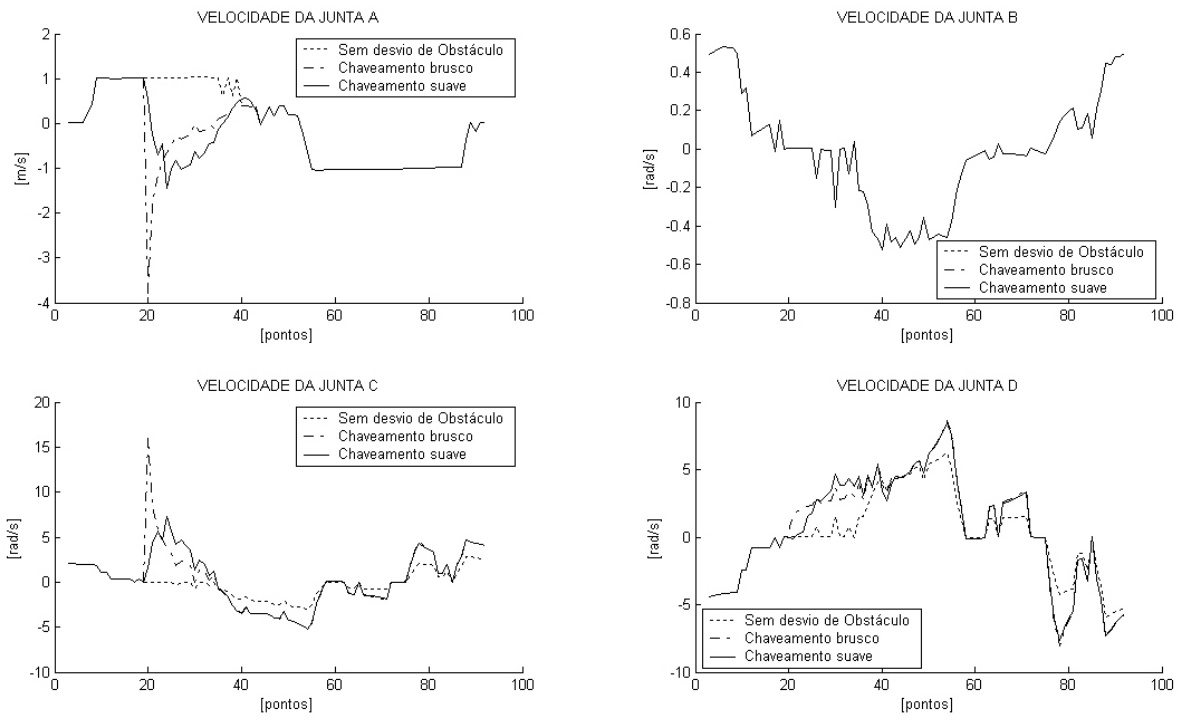 VELOCIDADE DA JUNTA A
2
1
0
-1
-2
-3
-4
[m/s]
0
20
40
60
80
100
[pontos]
Sem desvio de Obstáculo
Chaveamento brusco
Chaveamento suave
VELOCIDADE DA JUNTA B
0.6
0.4
0.2
0
-0.2
-0.4
-0.6
-0.8
[rad/s]
0
20
40
60
80
100
[pontos]
Sem desvio de Obstáculo
Chaveamento brusco
Chaveamento suave
VELOCIDADE DA JUNTA C
20
15
10
5
0
-5
-10
[rad/s]
0
20
40
60
80
100
[pontos]
Sem desvio de Obstáculo
Chaveamento brusco
Chaveamento suave
VELOCIDADE DA JUNTA D
10
5
0
-5
-10
[rad/s]
0
20
40
60
80
100
[pontos]
Sem desvio de Obstáculo
Chaveamento brusco
Chaveamento suave